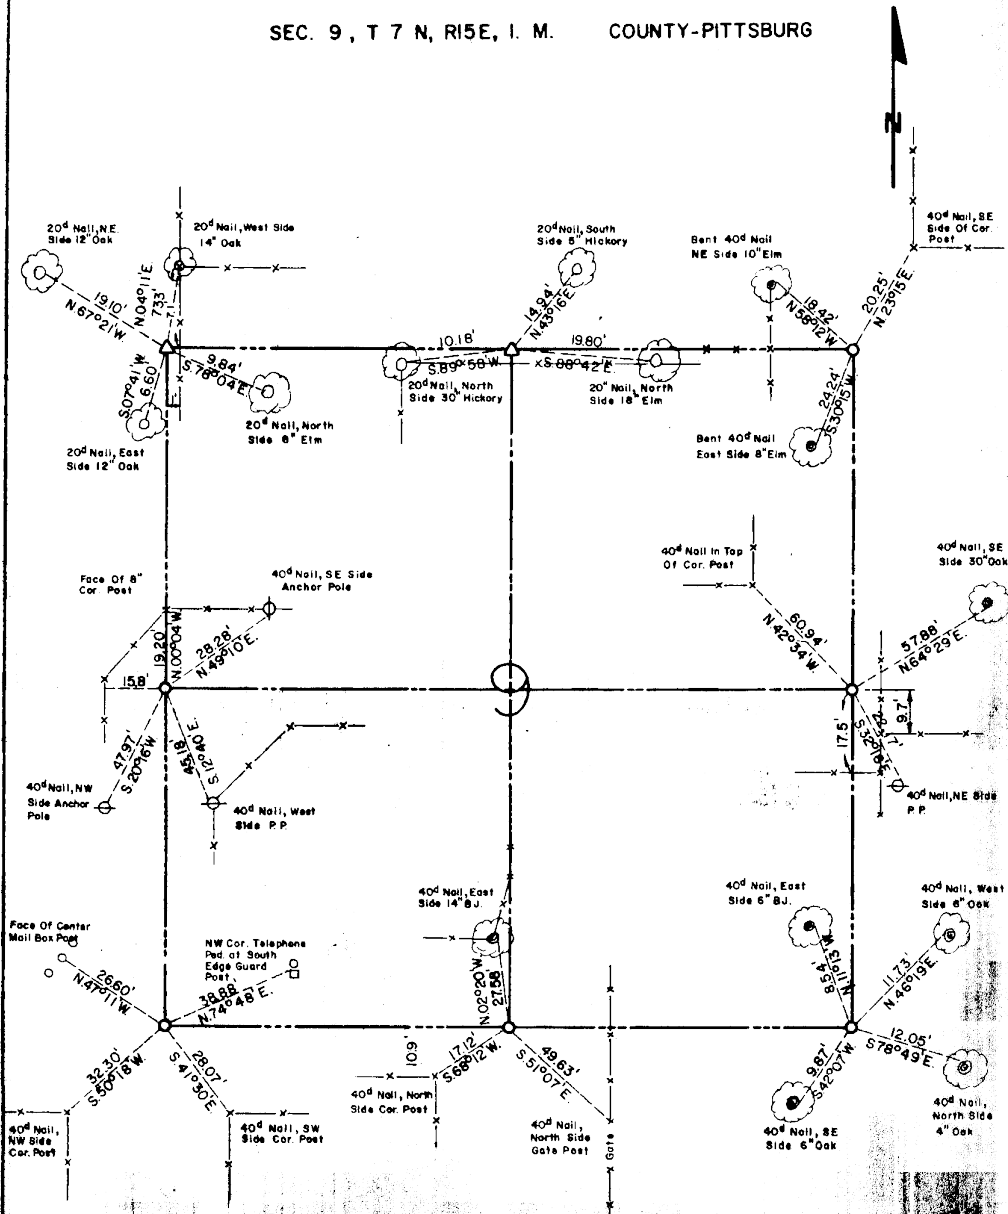 SEC. 9, T 7 N, R15E, I. M. COUNTY-PITTSBURG
N
20d Nail, N.E.
Side 12" Oak
20d Nail, West Side
14" Oak
20d Nail, South
Side 5" Hickory
Bent 40d Nail
NE Side 10" Elm
40d Nail, SE
Side Of Cor.
Post
19.10'
N.67°21'W.
N.04°11'E.
7.33'
7.1'
14.94'
N.43°16'E.
18.42'
N.58°12'W.
20.25'
N.23°15'E.
S.07°41'W.
6.60'
9.84'
S.78°04'E.
10.18'
S.89°58'W.
19.80'
S.88°42'E.
24.24'
S.30°15'W.
20d Nail, East
Side 12" Oak
20d Nail, North
Side 6" Elm
20d Nail, North
Side 30" Hickory
20" Nail, North
Side 18" Elm
Bent 40d Nail
East Side 8" Elm
Face Of 8"
Cor. Post
40d Nail, SE Side
Anchor Pole
40d Nail In Top
Of Cor. Post
40d Nail, SE
Side 30" Oak
19.20'
N.00°04'W.
28.28'
N.49°10'E.
60.94'
N.42°34'W.
57.88'
N.64°29'E.
15.8'
9
47.97'
S.20°16'W.
45.18'
S.12°40'E.
17.5'
S.32°18'E.
9.7'
40d Nail, NW
Side Anchor
Pole
40d Nail, West
Side P.P.
40d Nail, NE Side
P.P.
Face Of Center
Mail Box Post
NW Cor. Telephone
Ped. at South
Edge Guard
Post
40d Nail, East
Side 14" BJ.
40d Nail, East
Side 6" BJ.
40d Nail, West
Side 6" Oak
26.60'
N.47°11'W.
38.88
N.74°48'E.
N.02°20'W.
27.58'
8.54'
N.11°13'W.
11.73'
N.46°19'E.
32.30'
S.50°18'W.
28.07'
S.41°30'E.
10.9'
17.12'
S.68°12'W.
49.63'
S.51°07'E.
9.87'
S.42°07'W.
12.05'
S.78°49'E.
40d Nail,
NW Side
Cor. Post
40d Nail, SW
Side Cor. Post
40d Nail, North
Side Cor. Post
40d Nail,
North Side
Gate Post
Gate
40d Nail, SE
Side 6" Oak
40d Nail,
North Side
4" Oak